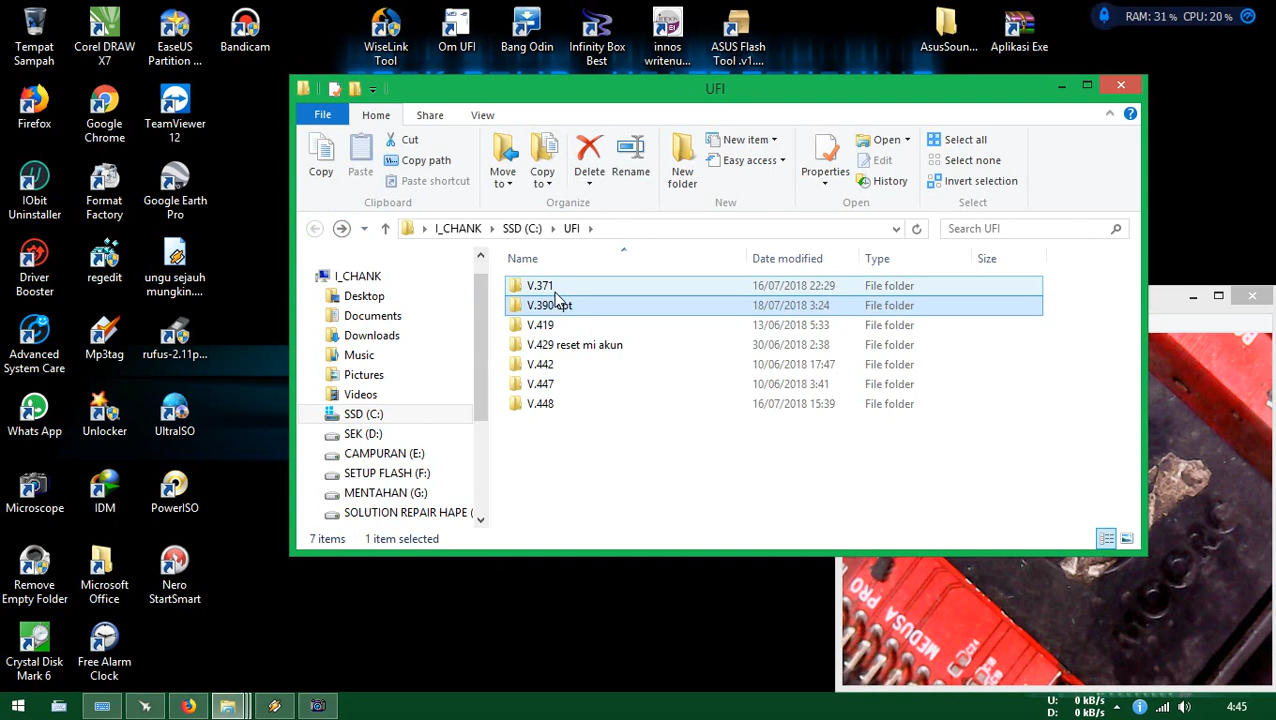 RAM: 31 % CPU: 20 %
Tempat Sampah
Corel DRAW X7
EaseUS Partition ...
Bandicam
WiseLink Tool
Om UFI
Bang Odin
Infinity Box Best
innos writenu...
ASUS Flash Tool .v1....
AsusSoun...
Aplikasi Exe
Firefox
Google Chrome
TeamViewer 12
IObit Uninstaller
Format Factory
Google Earth Pro
Driver Booster
regedit
ungu sejauh mungkin....
Advanced System Care
Mp3tag
rufus-2.11p...
Whats App
Unlocker
UltraISO
Microscope
IDM
PowerISO
Remove Empty Folder
Microsoft Office
Nero StartSmart
Crystal Disk Mark 6
Free Alarm Clock
UFI
File Home Share View
Copy
Paste
Cut
Copy path
Paste shortcut
Clipboard
Move to
Copy to
Delete
Rename
Organize
New folder
New item
Easy access
New
Properties
Open
Edit
History
Open
Select all
Select none
Invert selection
Select
I_CHANK SSD (C:) UFI
Search UFI
I_CHANK
Desktop
Documents
Downloads
Music
Pictures
Videos
SSD (C:)
SEK (D:)
CAMPURAN (E:)
SETUP FLASH (F:)
MENTAHAN (G:)
SOLUTION REPAIR HAPE (
Name Date modified Type Size
V.371 16/07/2018 22:29 File folder
18/07/2018 3:24 File folder
V.419 13/06/2018 5:33 File folder
V.429 reset mi akun 30/06/2018 2:38 File folder
V.442 10/06/2018 17:47 File folder
V.447 10/06/2018 3:41 File folder
V.448 16/07/2018 15:39 File folder
7 items 1 item selected
MEDUSA PRO
U: 0 kB/s
D: 0 kB/s
4:45